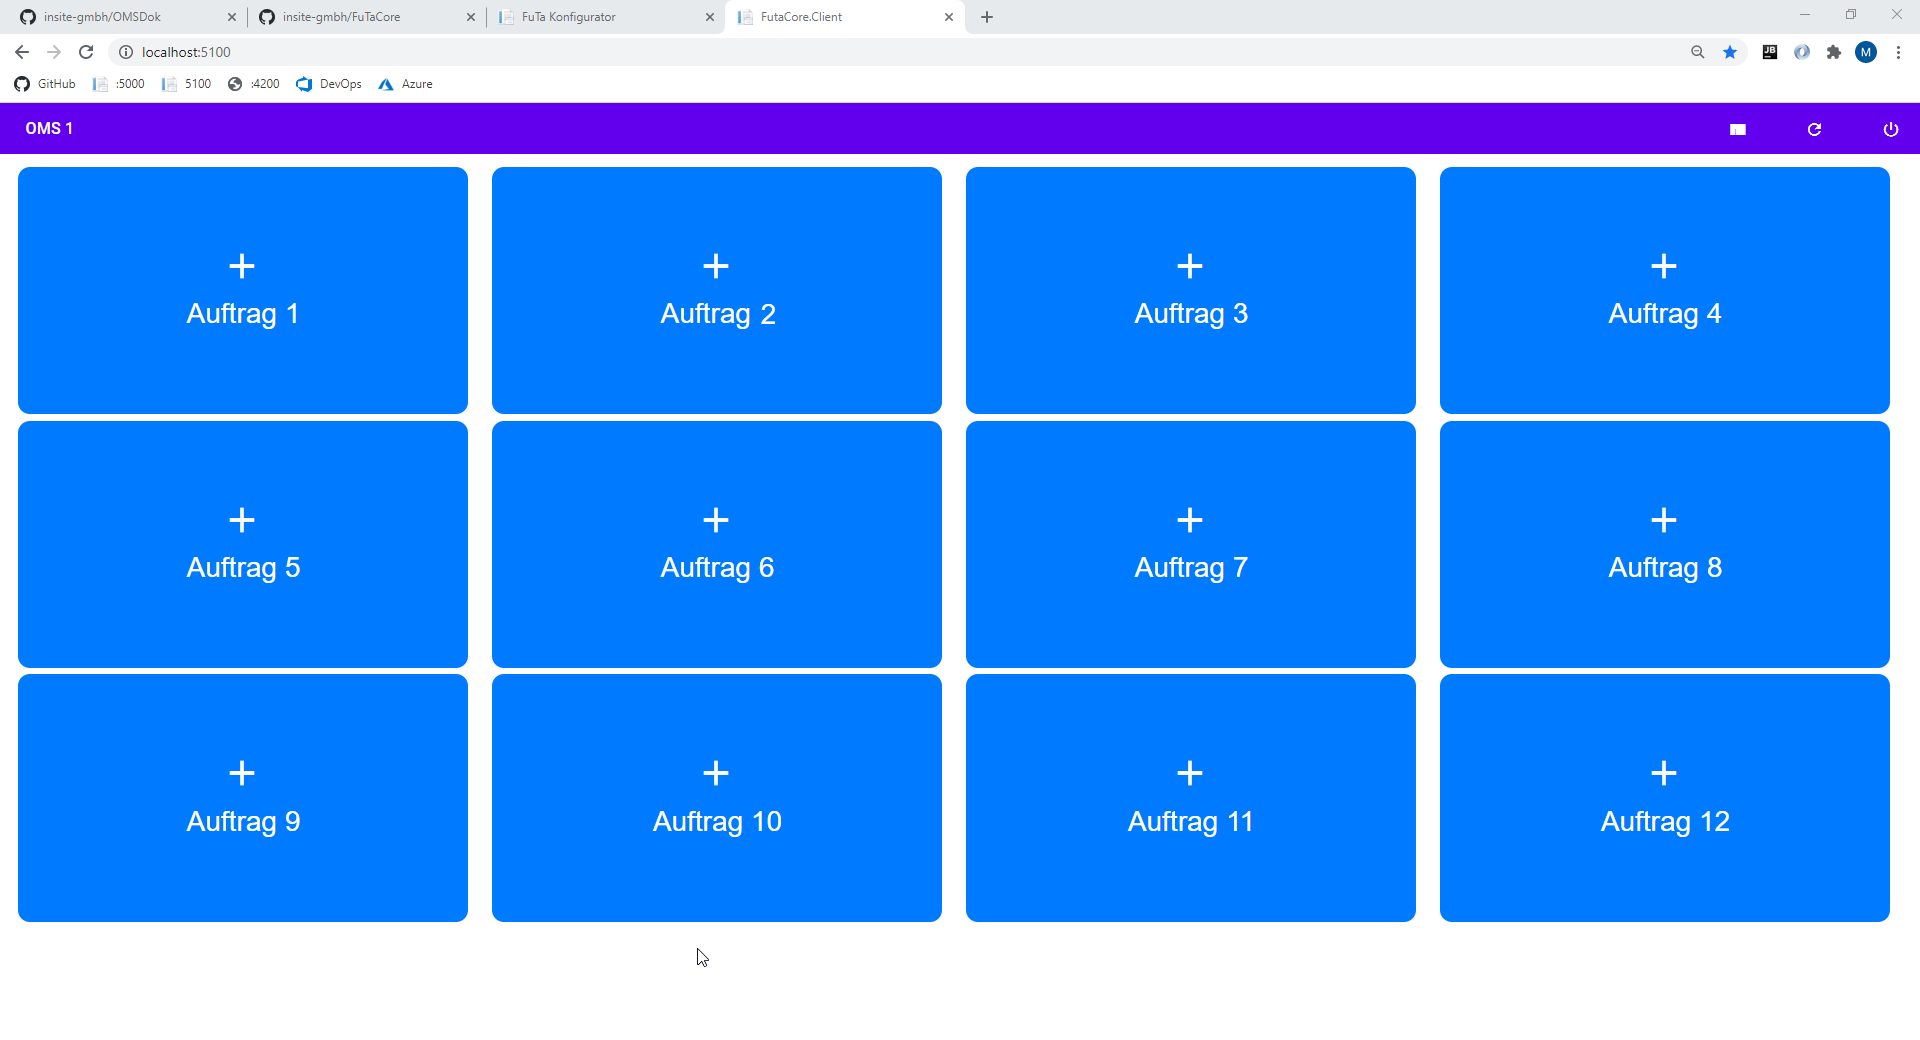 insite-gmbh/OMSDok
insite-gmbh/FuTaCore
FuTa Konfigurator
FutaCore.Client
localhost:5100
JB
M
GitHub
:5000
5100
:4200
DevOps
Azure
OMS 1
Auftrag 1
Auftrag 2
Auftrag 3
Auftrag 4
Auftrag 5
Auftrag 6
Auftrag 7
Auftrag 8
Auftrag 9
Auftrag 10
Auftrag 11
Auftrag 12